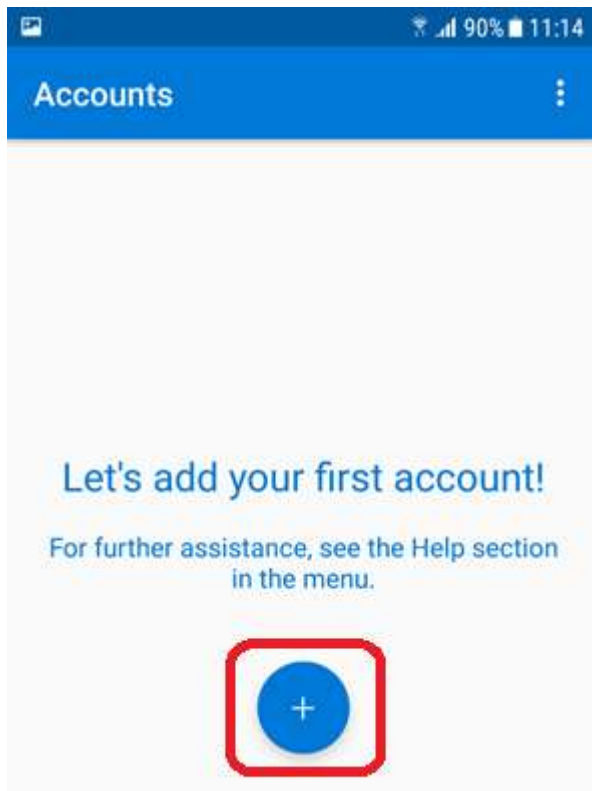 90% 11:14
Accounts
Let's add your first account!
For further assistance, see the Help section
in the menu.
+